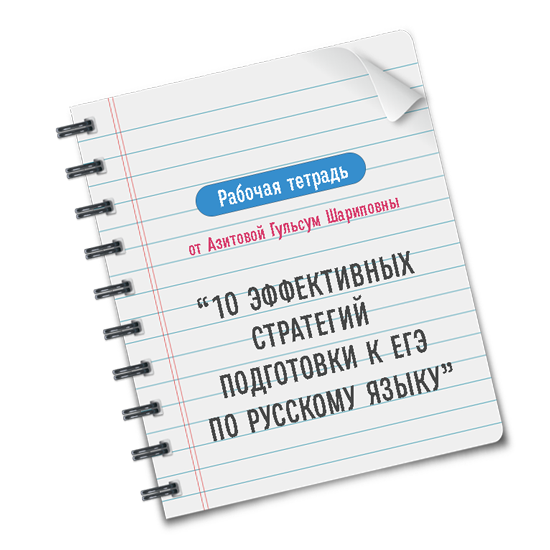 Рабочая тетрадь
от Азитовой Гульсум Шариповны
“10 ЭФФЕКТИВНЫХ
СТРАТЕГИЙ
ПОДГОТОВКИ К ЕГЭ
ПО РУССКОМУ ЯЗЫКУ”